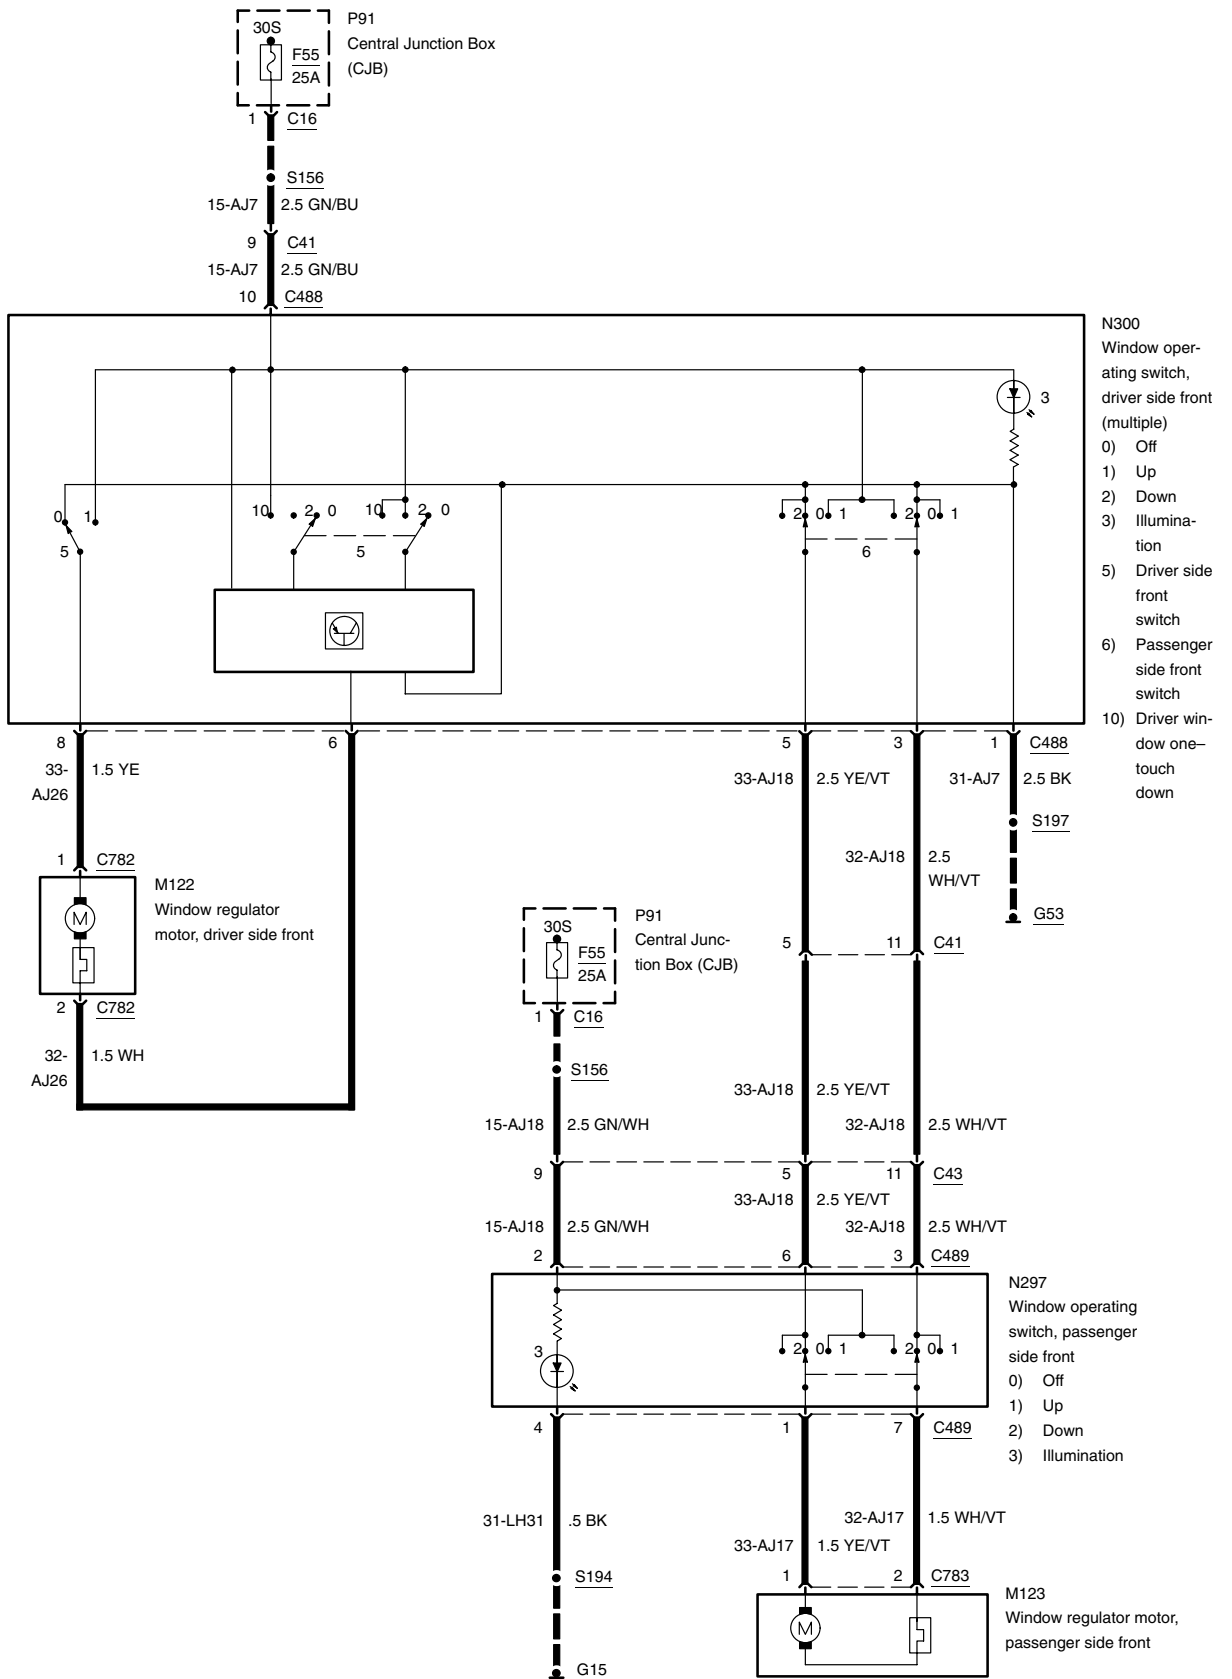 30S
F55
25A
P91
Central Junction Box
(CJB)
1 C16
S156
15-AJ7 2.5 GN/BU
9 C41
15-AJ7 2.5 GN/BU
10 C488
N300
Window oper-
ating switch,
driver side front
(multiple)
0) Off
1) Up
2) Down
3) Illumina-
tion
5) Driver side
front
switch
6) Passenger
side front
switch
10) Driver win-
dow one–
touch
down
3
0 1
5
10 2 0 10 2 0
5
2 0 1 2 0 1
6
8 6 5 3 1 C488
33-
AJ26
1.5 YE
33-AJ18 2.5 YE/VT
31-AJ7 2.5 BK
S197
32-AJ18 2.5
WH/VT
G53
1 C782
M122
Window regulator
motor, driver side front
M
2 C782
32-
AJ26
1.5 WH
30S
F55
25A
P91
Central Junc-
tion Box (CJB)
5 11 C41
1 C16
S156
33-AJ18 2.5 YE/VT
15-AJ18 2.5 GN/WH
32-AJ18 2.5 WH/VT
9 5 11 C43
33-AJ18 2.5 YE/VT
15-AJ18 2.5 GN/WH
32-AJ18 2.5 WH/VT
2 6 3 C489
N297
Window operating
switch, passenger
side front
0) Off
1) Up
2) Down
3) Illumination
3
2 0 1 2 0 1
4 1 7 C489
31-LH31 .5 BK
32-AJ17 1.5 WH/VT
33-AJ17 1.5 YE/VT
S194
1 2 C783
M123
Window regulator motor,
passenger side front
M
G15